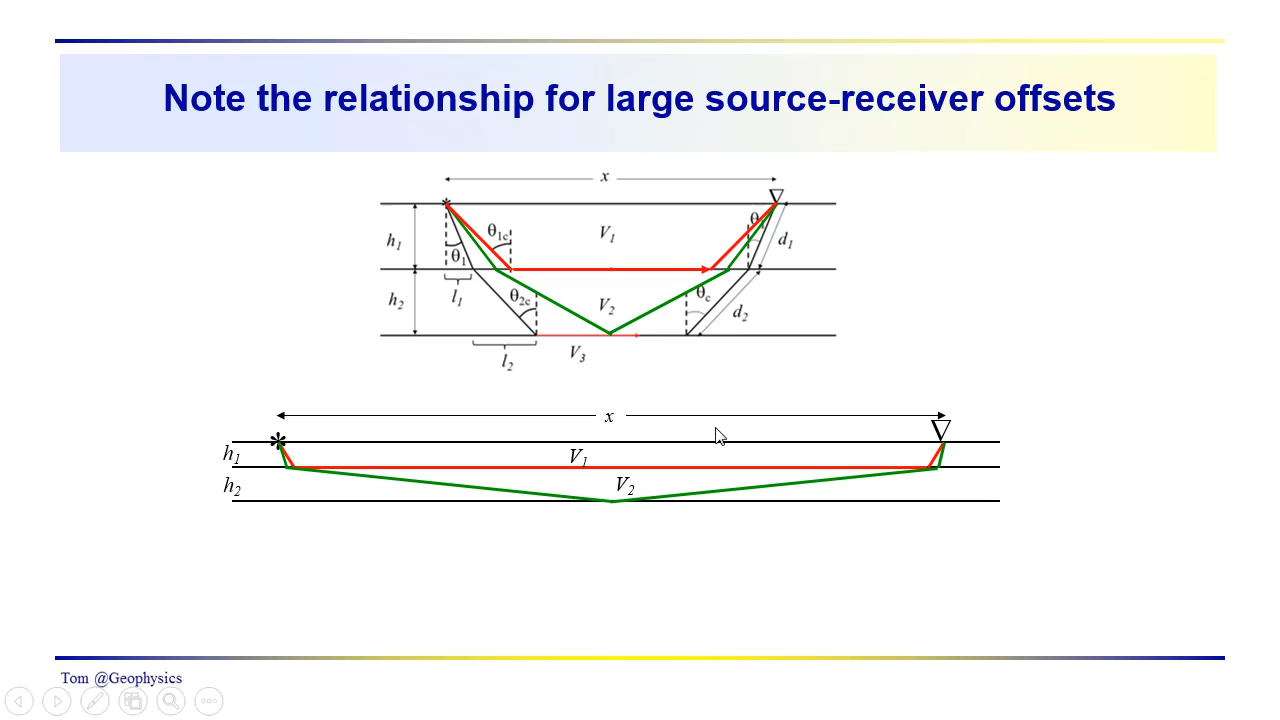 Note the relationship for large source-receiver offsets
x
θ1c
V1
θ
h1
θ1
d1
l1
θ2c
V2
θc
h2
d2
l2
V3
x
h1
V1
h2
V2
Tom @Geophysics